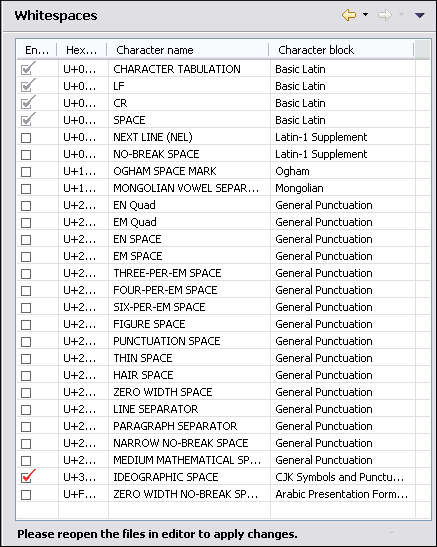 Whitespaces
En... Hex... Character name Character block
U+0... CHARACTER TABULATION Basic Latin
U+0... LF Basic Latin
U+0... CR Basic Latin
U+0... SPACE Basic Latin
U+0... NEXT LINE (NEL) Latin-1 Supplement
U+0... NO-BREAK SPACE Latin-1 Supplement
U+1... OGHAM SPACE MARK Ogham
U+1... MONGOLIAN VOWEL SEPAR... Mongolian
U+2... EN Quad General Punctuation
U+2... EM Quad General Punctuation
U+2... EN SPACE General Punctuation
U+2... EM SPACE General Punctuation
U+2... THREE-PER-EM SPACE General Punctuation
U+2... FOUR-PER-EM SPACE General Punctuation
U+2... SIX-PER-EM SPACE General Punctuation
U+2... FIGURE SPACE General Punctuation
U+2... PUNCTUATION SPACE General Punctuation
U+2... THIN SPACE General Punctuation
U+2... HAIR SPACE General Punctuation
U+2... ZERO WIDTH SPACE General Punctuation
U+2... LINE SEPARATOR General Punctuation
U+2... PARAGRAPH SEPARATOR General Punctuation
U+2... NARROW NO-BREAK SPACE General Punctuation
U+2... MEDIUM MATHEMATICAL SP... General Punctuation
U+3... IDEOGRAPHIC SPACE CJK Symbols and Punctu...
U+F... ZERO WIDTH NO-BREAK SP... Arabic Presentation Form...
Please reopen the files in editor to apply changes.